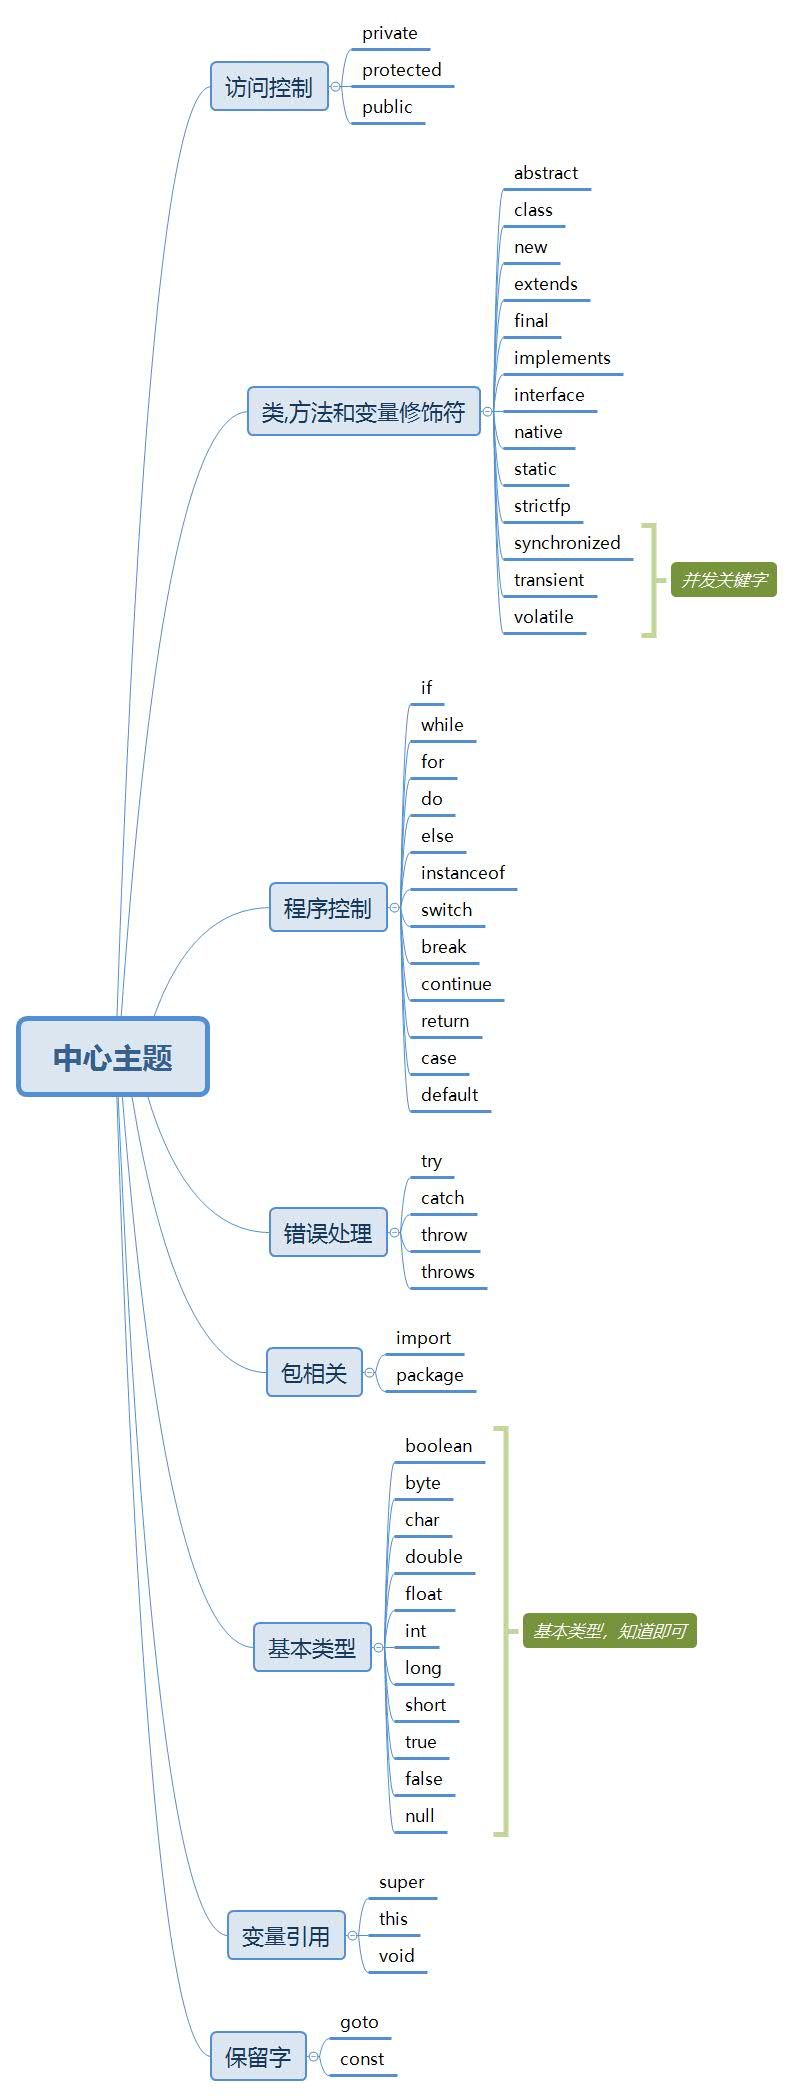 private
protected
访问控制
public
abstract
class
new
extends
final
implements
interface
类,方法和变量修饰符
native
static
strictfp
synchronized
transient
并发关键字
volatile
if
while
for
do
else
instanceof
程序控制
switch
break
continue
return
中心主题
case
default
try
catch
错误处理
throw
throws
import
包相关
package
boolean
byte
char
double
float
int
基本类型，知道即可
基本类型
long
short
true
false
null
super
变量引用
this
void
goto
保留字
const